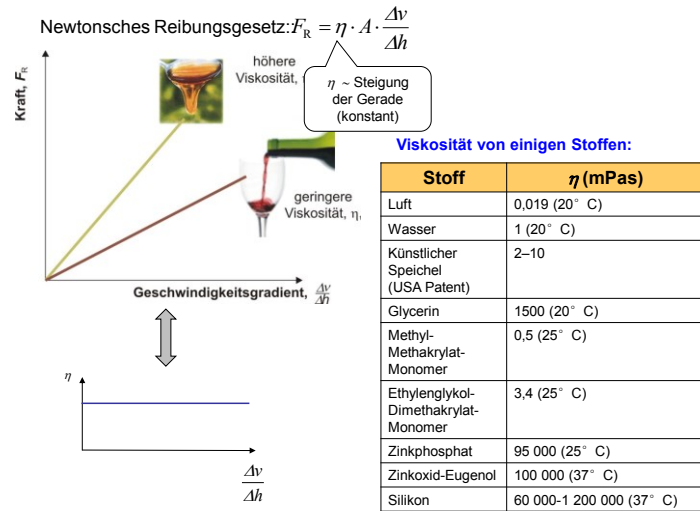 Newtonsches Reibungsgesetz::F_R = η · A · Δv/Δh
Kraft, F_R
höhere
Viskosität,
η ~ Steigung
der Gerade
(konstant)
geringere
Viskosität, η
Geschwindigkeitsgradient, Δv/Δh
η
Δv
Δh
Viskosität von einigen Stoffen:
Stoff η (mPas)
Luft 0,019 (20° C)
Wasser 1 (20° C)
Künstlicher
Speichel
(USA Patent) 2–10
Glycerin 1500 (20° C)
Methyl-
Methakrylat-
Monomer 0,5 (25° C)
Ethylenglykol-
Dimethakrylat-
Monomer 3,4 (25° C)
Zinkphosphat 95 000 (25° C)
Zinkoxid-Eugenol 100 000 (37° C)
Silikon 60 000-1 200 000 (37° C)